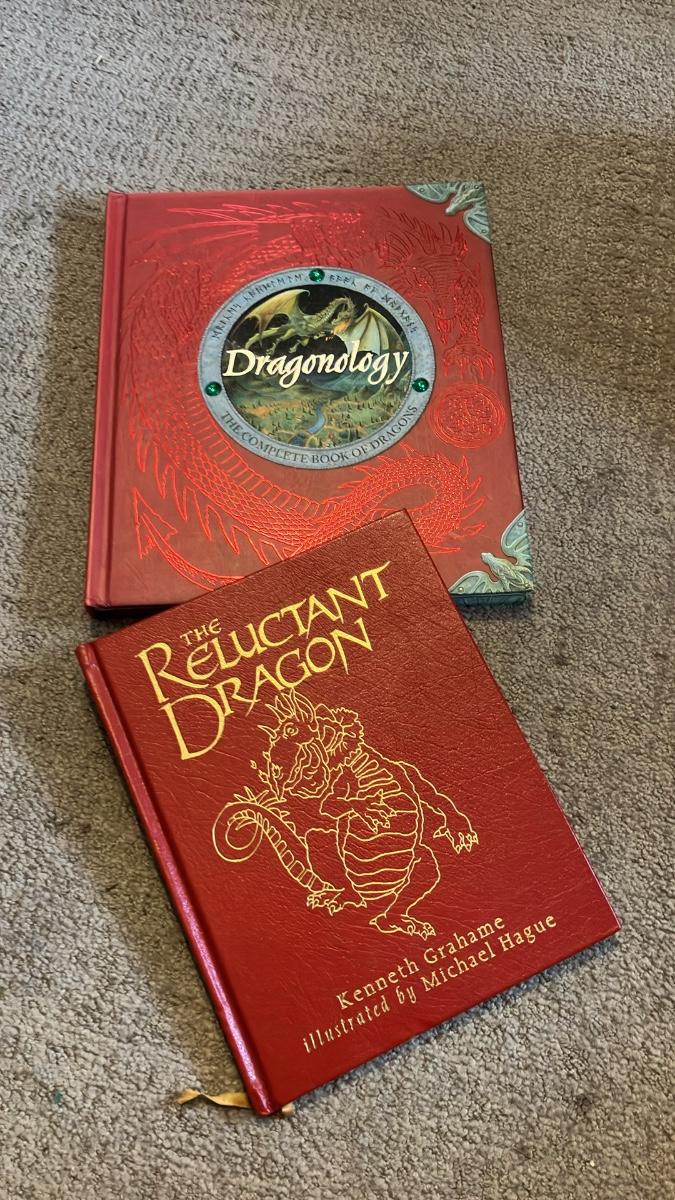 Dragonology
THE COMPLETE BOOK OF DRAGONS
THE
RELUCTANT
DRAGON
Kenneth Grahame
illustrated by Michael Hague